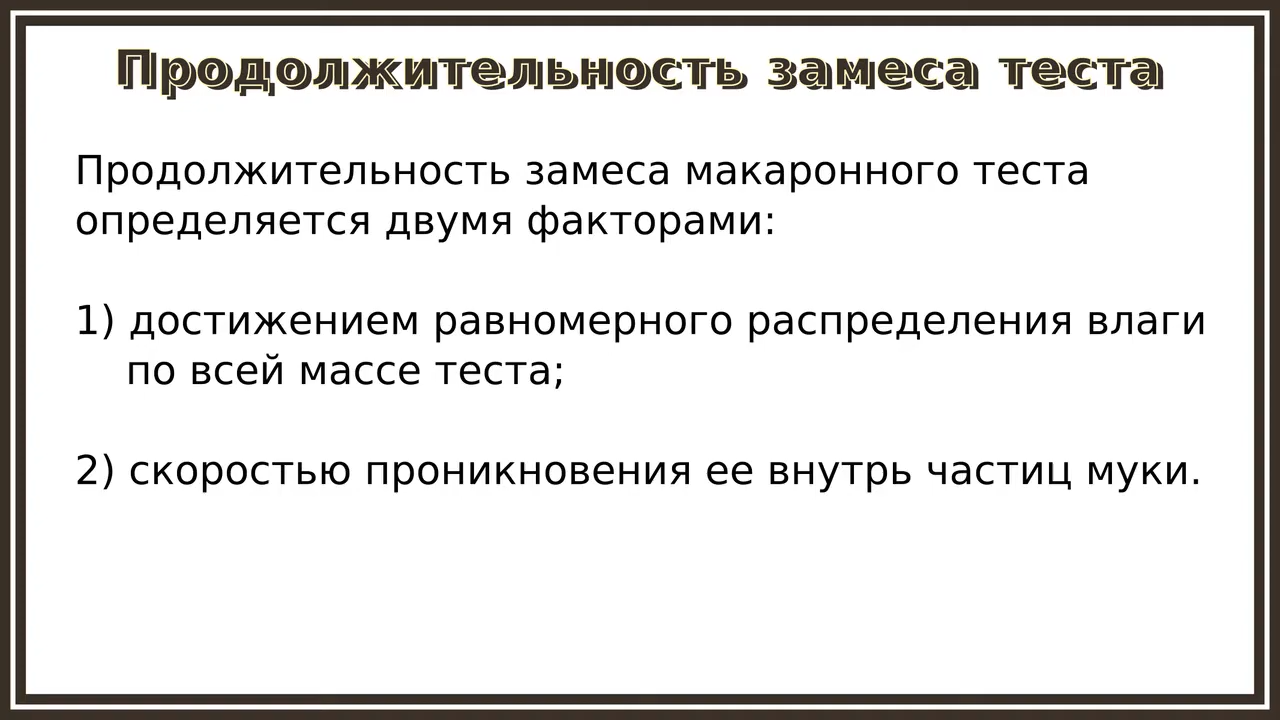 Продолжительность замеса теста
Продолжительность замеса макаронного теста
определяется двумя факторами:
1) достижением равномерного распределения влаги
по всей массе теста;
2) скоростью проникновения ее внутрь частиц муки.